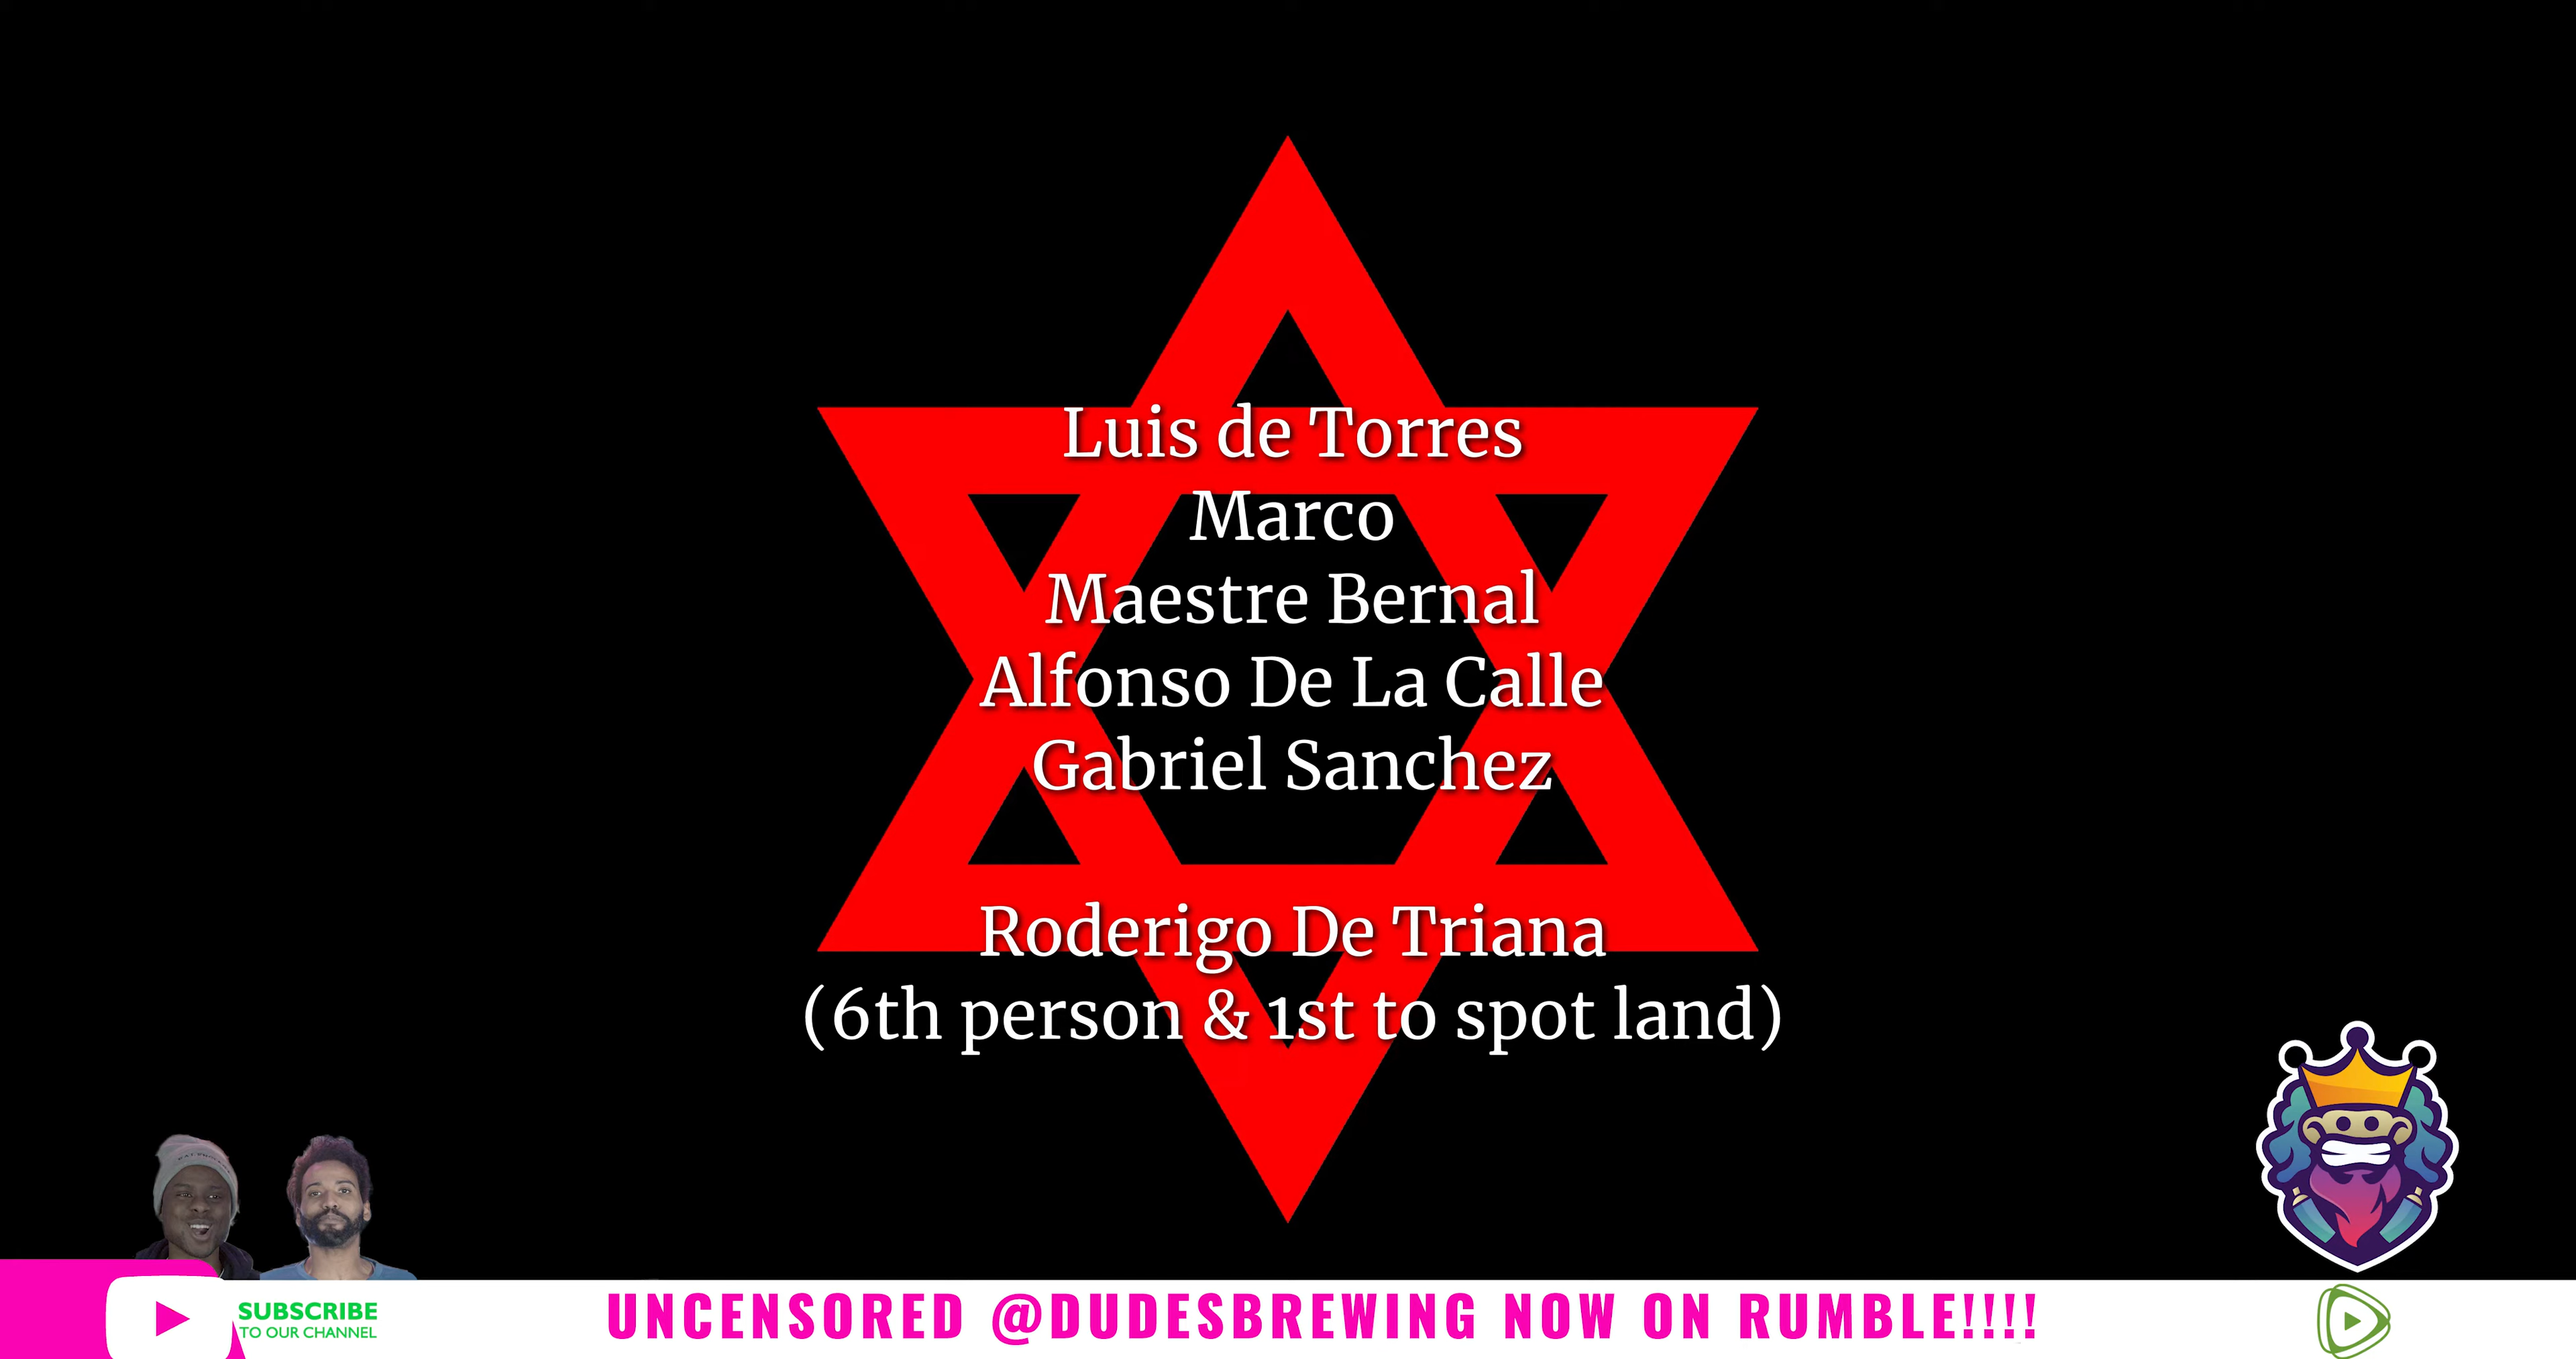 Luis de Torres
Marco
Maestre Bernal
Alfonso De La Calle
Gabriel Sanchez
Roderigo De Triana
(6th person & 1st to spot land)
SUBSCRIBE
TO OUR CHANNEL
UNCENSORED @DUDESBREWING NOW ON RUMBLE!!!!